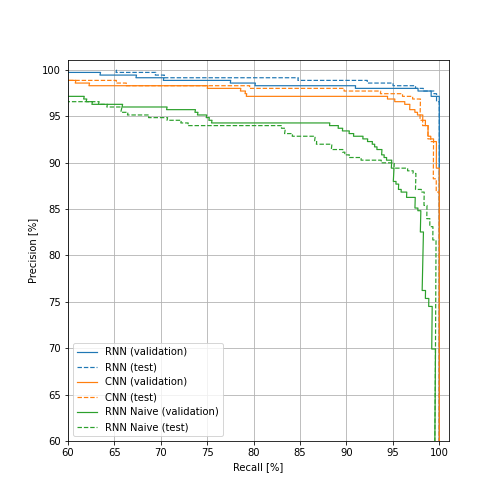 100
95
90
85
80
75
70
65
60
Precision [%]
RNN (validation)
RNN (test)
CNN (validation)
CNN (test)
RNN Naive (validation)
RNN Naive (test)
60 65 70 75 80 85 90 95 100
Recall [%]